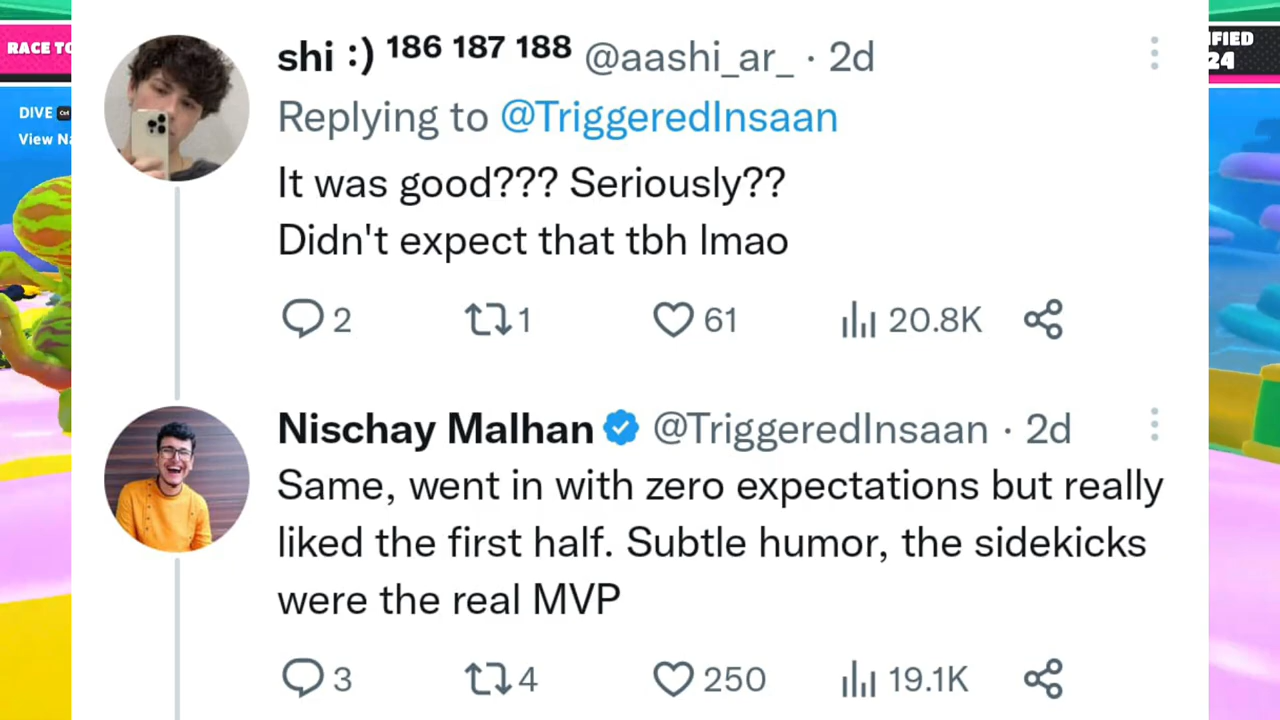 RACE TO
IFIED
24
DIVE Ctrl
View Na
shi :) ¹⁸⁶ ¹⁸⁷ ¹⁸⁸ @aashi_ar_ · 2d
Replying to @TriggeredInsaan
It was good??? Seriously??
Didn't expect that tbh lmao
2 1 61 20.8K
Nischay Malhan @TriggeredInsaan · 2d
Same, went in with zero expectations but really
liked the first half. Subtle humor, the sidekicks
were the real MVP
3 4 250 19.1K